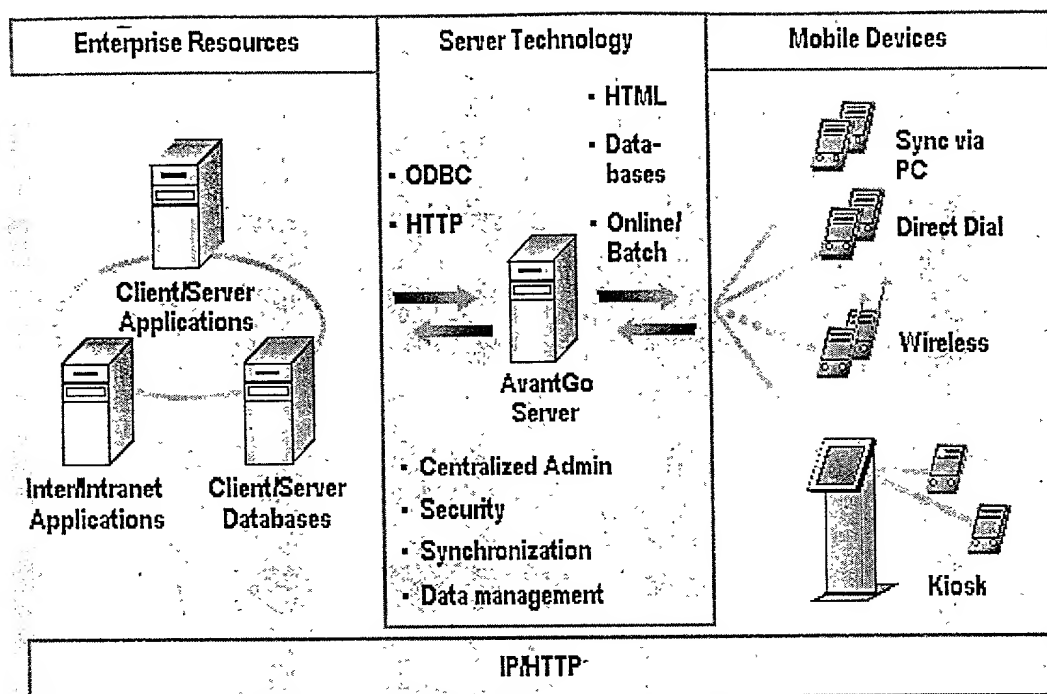 Enterprise Resources
Server Technology
Mobile Devices
Client/Server
Applications
Inter/Intranet
Applications
Client/Server
Databases
▪ ODBC
▪ HTTP
▪ HTML
▪ Data-
bases
▪ Online/
Batch
AvantGo
Server
▪ Centralized Admin
▪ Security
▪ Synchronization
▪ Data management
Sync via
PC
Direct Dial
Wireless
Kiosk
IP/HTTP